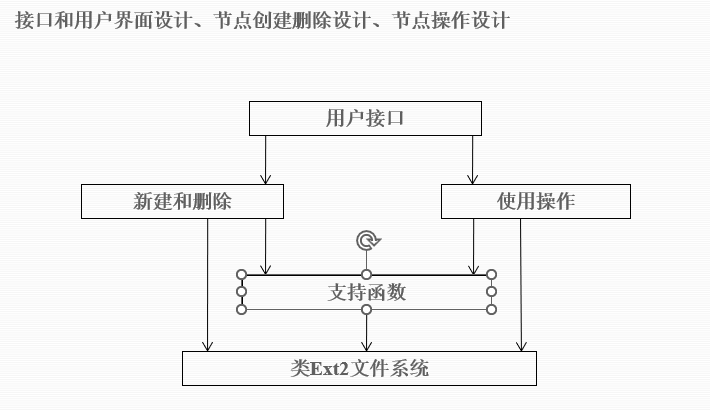 接口和用户界面设计、节点创建删除设计、节点操作设计
用户接口
新建和删除
使用操作
支持函数
类Ext2文件系统